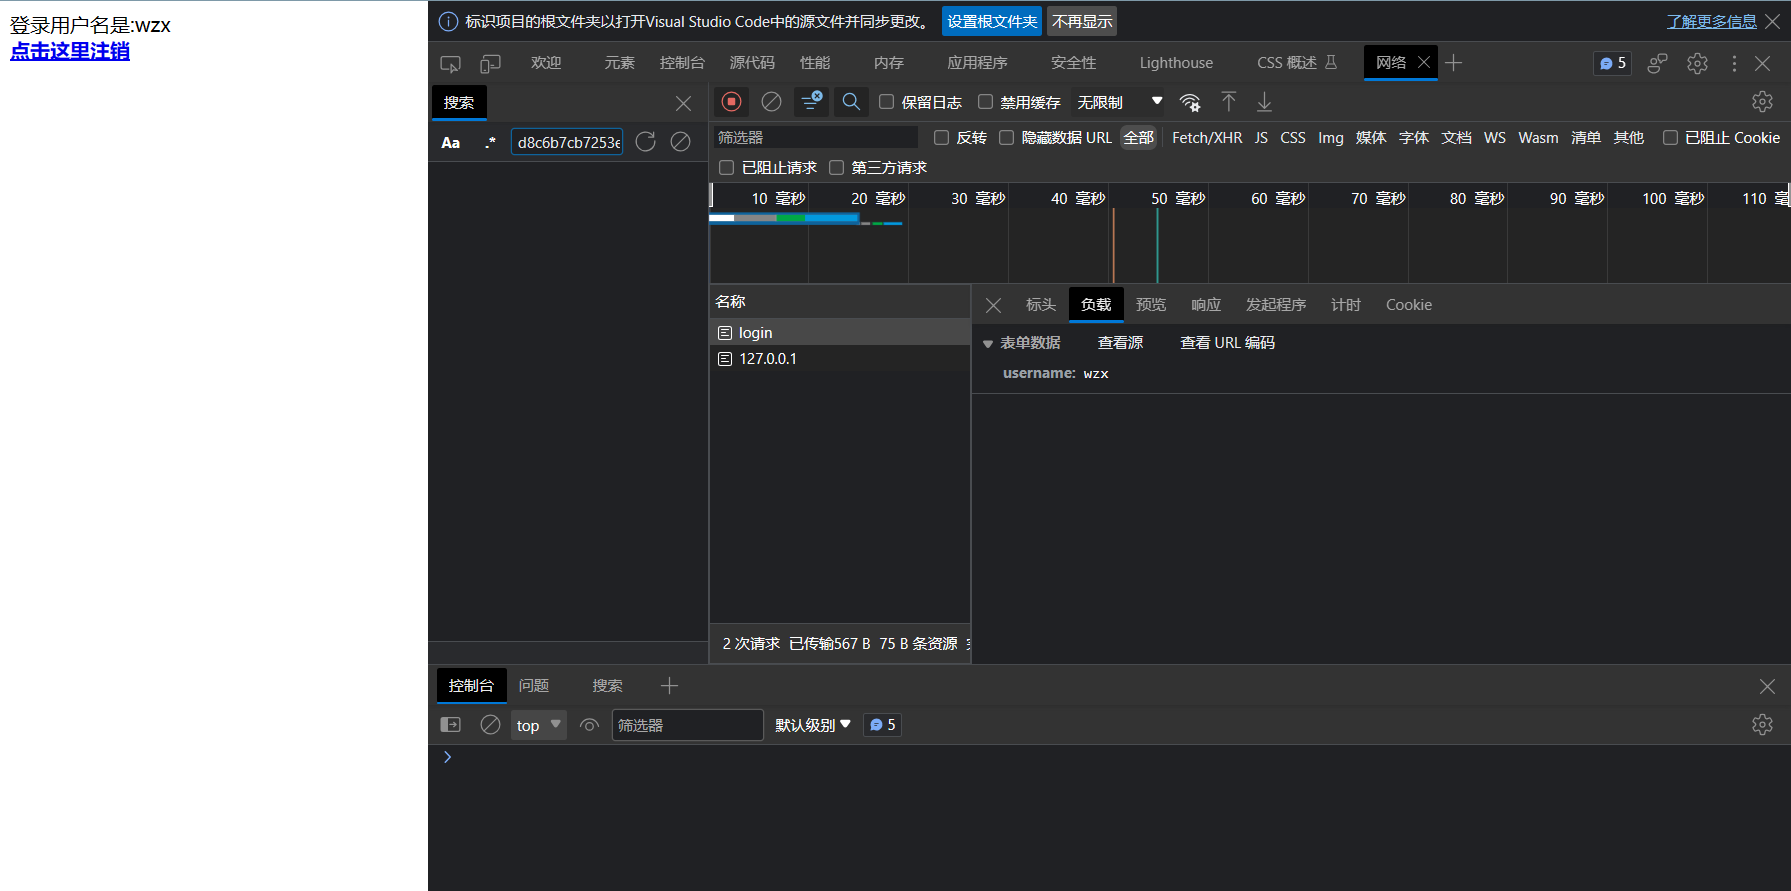 登录用户名是:wzx
点击这里注销
标识项目的根文件夹以打开Visual Studio Code中的源文件并同步更改。 设置根文件夹 不再显示 了解更多信息
欢迎 元素 控制台 源代码 性能 内存 应用程序 安全性 Lighthouse CSS 概述 网络 5
搜索
Aa .* d8c6b7cb7253e
保留日志 禁用缓存 无限制
筛选器 反转 隐藏数据 URL 全部 Fetch/XHR JS CSS Img 媒体 字体 文档 WS Wasm 清单 其他 已阻止 Cookie
已阻止请求 第三方请求
10 毫秒 20 毫秒 30 毫秒 40 毫秒 50 毫秒 60 毫秒 70 毫秒 80 毫秒 90 毫秒 100 毫秒 110 毫
名称
login
127.0.0.1
2 次请求 已传输567 B 75 B 条资源
标头 负载 预览 响应 发起程序 计时 Cookie
表单数据 查看源 查看 URL 编码
username: wzx
控制台 问题 搜索
top 筛选器 默认级别 5